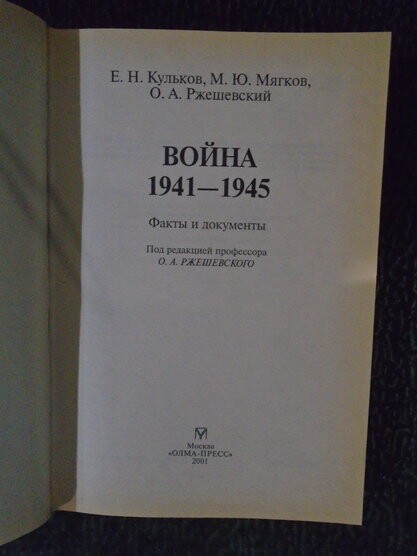 Е. Н. Кульков, М. Ю. Мягков,
О. А. Ржешевский
ВОЙНА
1941—1945
Факты и документы
Под редакцией профессора
О. А. РЖЕШЕВСКОГО
Москва
«ОЛМА-ПРЕСС»
2001